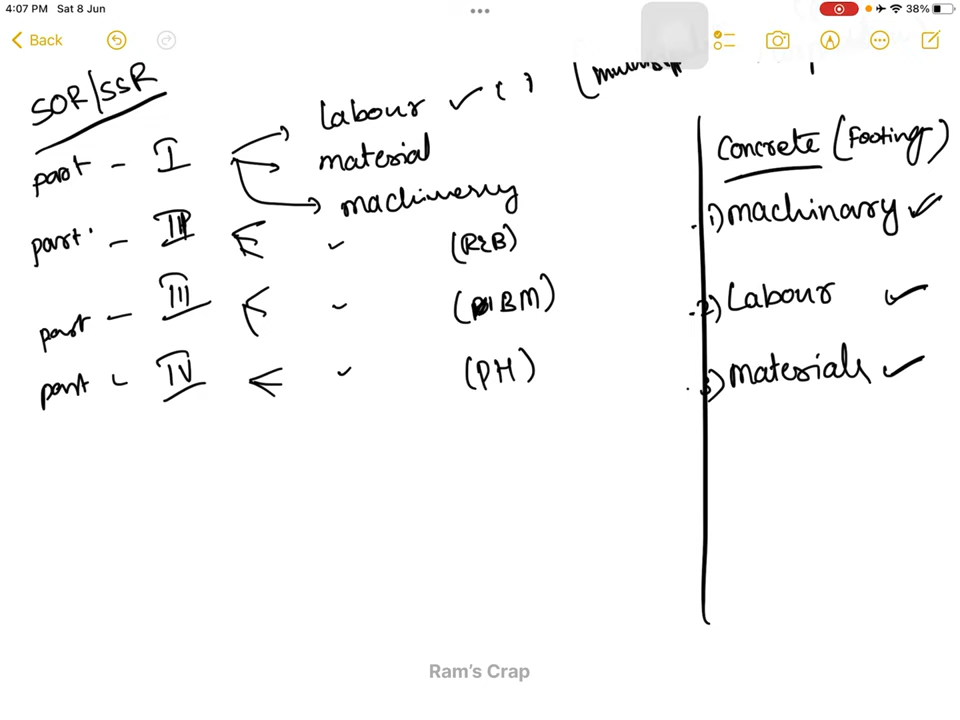 4:07 PM Sat 8 Jun
38%
Back
SOR/SSR
part - I
Labour ✓ ( )
material
machinersy
part - II ✓ (R&B)
part - III ✓ (BM)
part - IV ✓ (PH)
Concrete (Footing)
1) machinary ✓
2) Labour ✓
3) Materials ✓
Ram's Crap